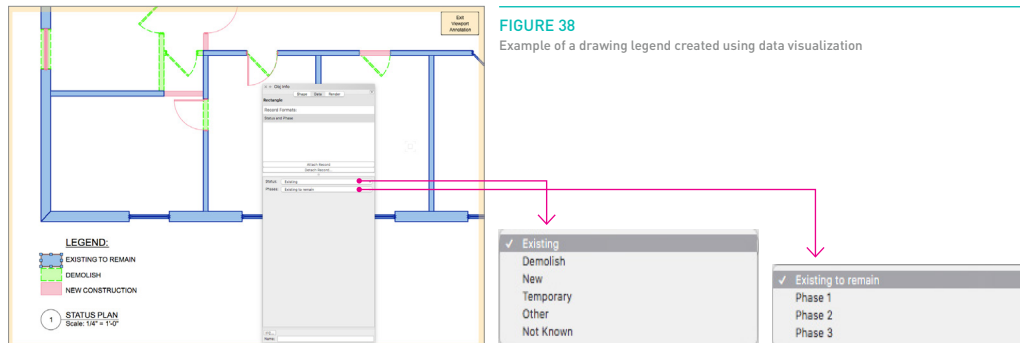 Exit
Viewport
Annotation
FIGURE 38
Example of a drawing legend created using data visualization
Obj Info
Shape Data Render
Rectangle
Record Formats:
Status and Phase
Attach Record
Detach Record...
Status: Existing
Phases: Existing to remain
Name:
LEGEND:
EXISTING TO REMAIN
DEMOLISH
NEW CONSTRUCTION
1 STATUS PLAN
Scale: 1/4" = 1'-0"
✓ Existing
Demolish
New
Temporary
Other
Not Known
✓ Existing to remain
Phase 1
Phase 2
Phase 3